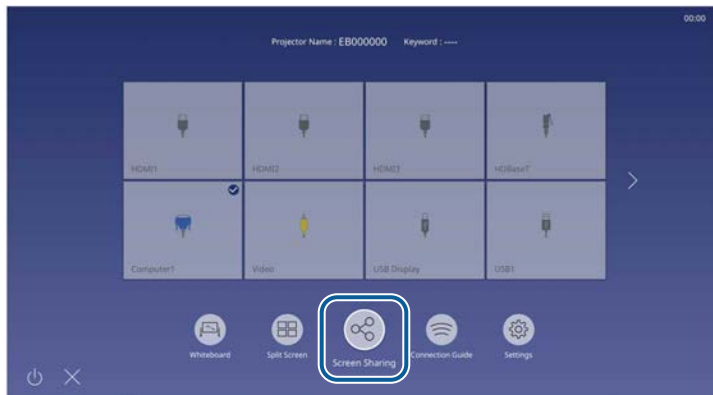 00:00
Projector Name : EB000000 Keyword : ----
HDMI1 HDMI2 HDMI3 HDBaseT
Computer1 Video USB Display USB1
Whiteboard Split Screen Screen Sharing Connection Guide Settings